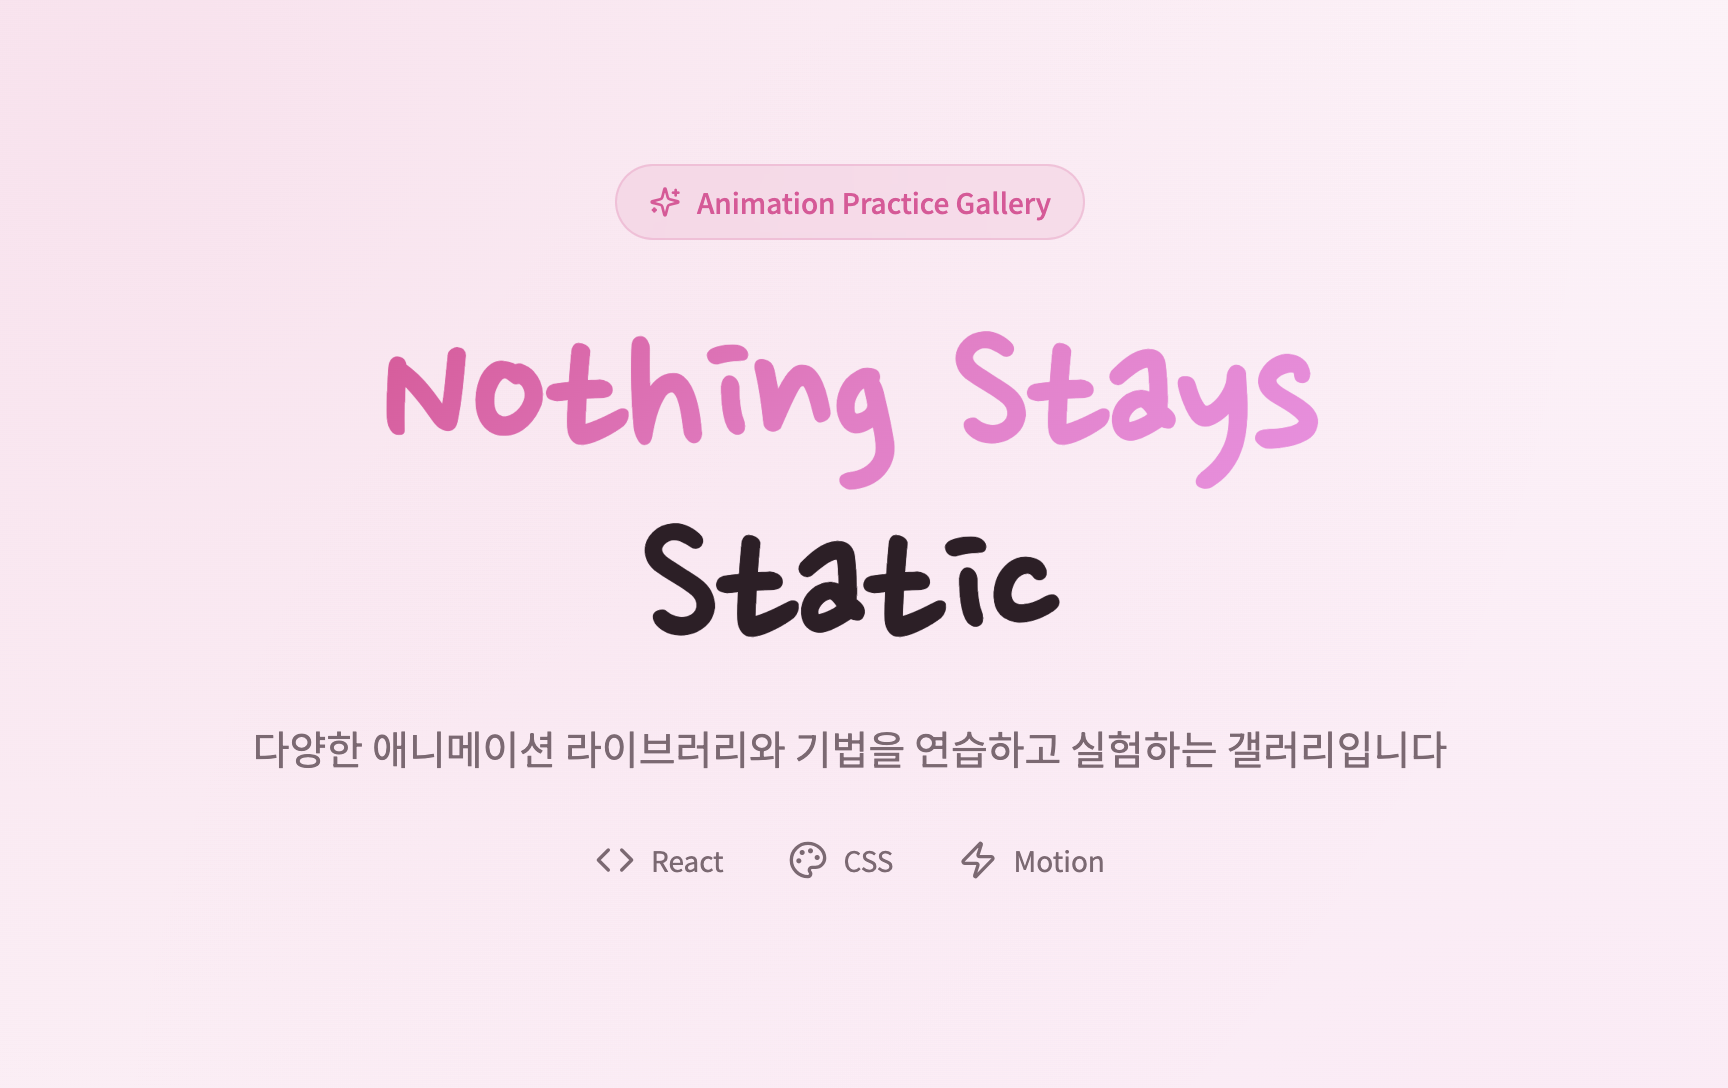 Animation Practice Gallery
Nothing Stays
Static
다양한 애니메이션 라이브러리와 기법을 연습하고 실험하는 갤러리입니다
React CSS Motion